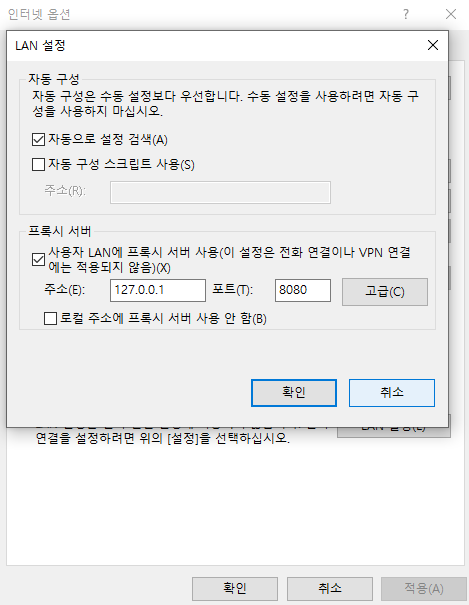 인터넷 옵션
LAN 설정
자동 구성
자동 구성은 수동 설정보다 우선합니다. 수동 설정을 사용하려면 자동 구
성을 사용하지 마십시오.
자동으로 설정 검색(A)
자동 구성 스크립트 사용(S)
주소(R):
프록시 서버
사용자 LAN에 프록시 서버 사용(이 설정은 전화 연결이나 VPN 연결
에는 적용되지 않음)(X)
주소(E): 127.0.0.1 포트(T): 8080 고급(C)
로컬 주소에 프록시 서버 사용 안 함(B)
확인 취소
연결을 설정하려면 위의 [설정]을 선택하십시오.
확인 취소 적용(A)